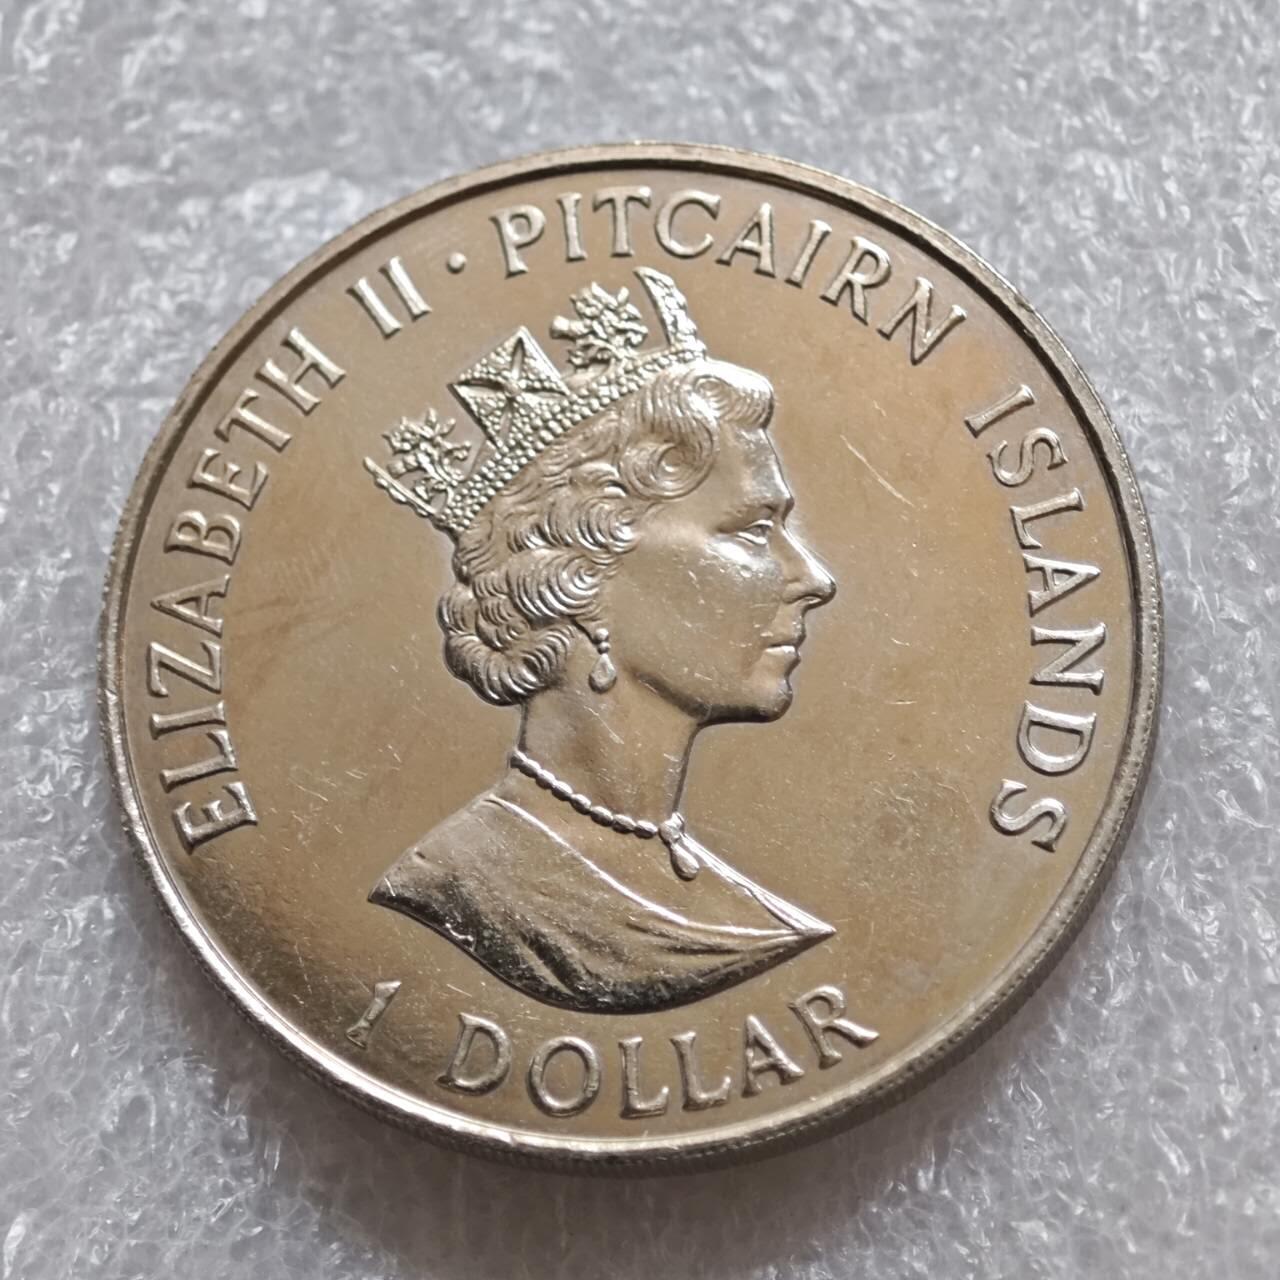 ELIZABETH II · PITCAIRN ISLANDS
1 DOLLAR